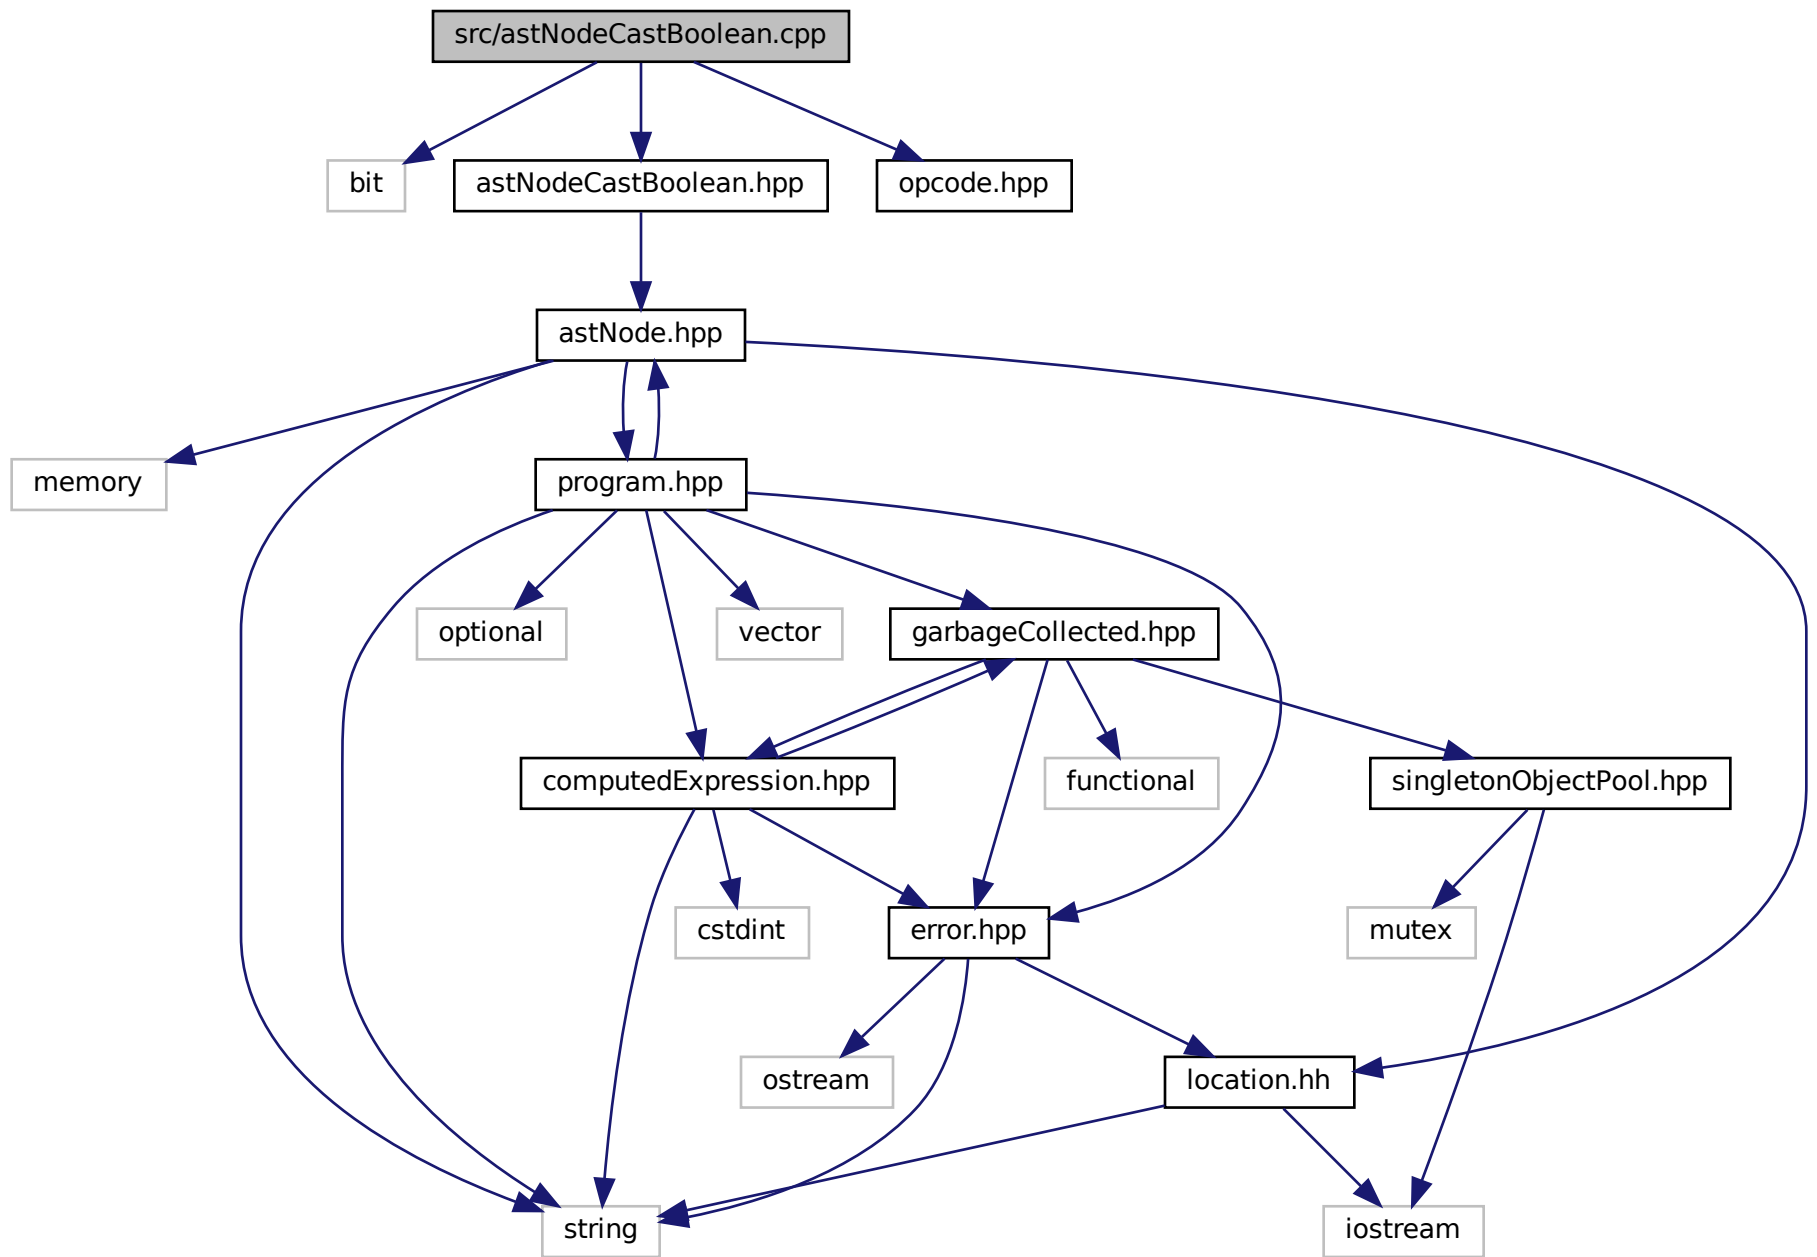 src/astNodeCastBoolean.cpp
bit
astNodeCastBoolean.hpp
opcode.hpp
astNode.hpp
memory
program.hpp
optional
vector
garbageCollected.hpp
computedExpression.hpp
functional
singletonObjectPool.hpp
cstdint
error.hpp
mutex
ostream
location.hh
string
iostream